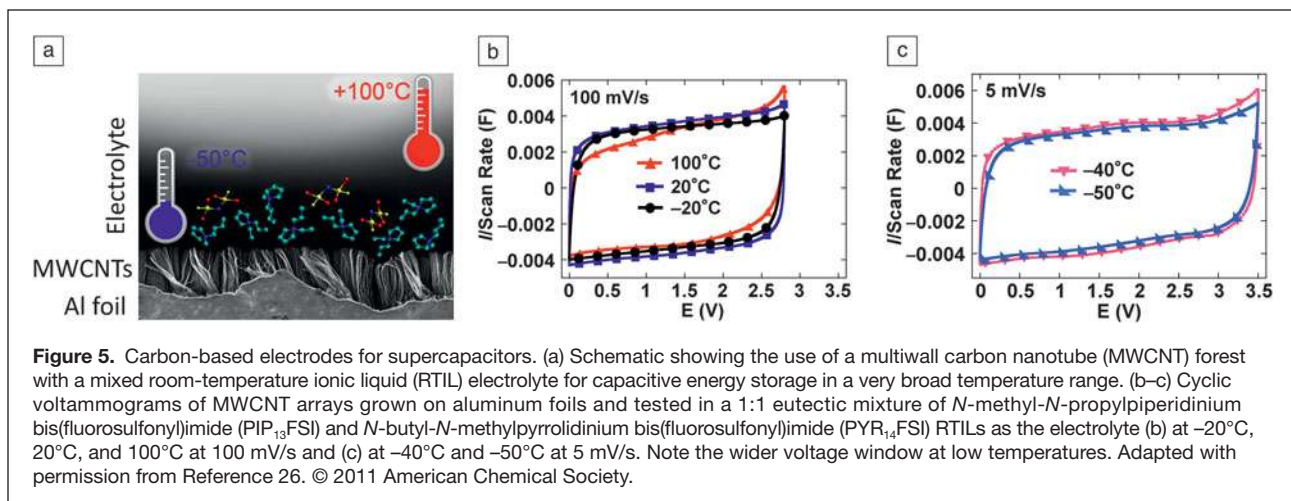 a
+100°C
-50°C
Electrolyte
MWCNTs
Al foil
b
100 mV/s
I/Scan Rate (F)
0.006
0.004
0.002
0
–0.002
–0.004
100°C
20°C
–20°C
0 0.5 1 1.5 2 2.5 3 3.5
E (V)
c
5 mV/s
I/Scan Rate (F)
0.006
0.004
0.002
0
–0.002
–0.004
–40°C
–50°C
0 0.5 1 1.5 2 2.5 3 3.5
E (V)
Figure 5. Carbon-based electrodes for supercapacitors. (a) Schematic showing the use of a multiwall carbon nanotube (MWCNT) forest
with a mixed room-temperature ionic liquid (RTIL) electrolyte for capacitive energy storage in a very broad temperature range. (b–c) Cyclic
voltammograms of MWCNT arrays grown on aluminum foils and tested in a 1:1 eutectic mixture of N-methyl-N-propylpiperidinium
bis(fluorosulfonyl)imide (PIP₁₃FSI) and N-butyl-N-methylpyrrolidinium bis(fluorosulfonyl)imide (PYR₁₄FSI) RTILs as the electrolyte (b) at –20°C,
20°C, and 100°C at 100 mV/s and (c) at –40°C and –50°C at 5 mV/s. Note the wider voltage window at low temperatures. Adapted with
permission from Reference 26. © 2011 American Chemical Society.